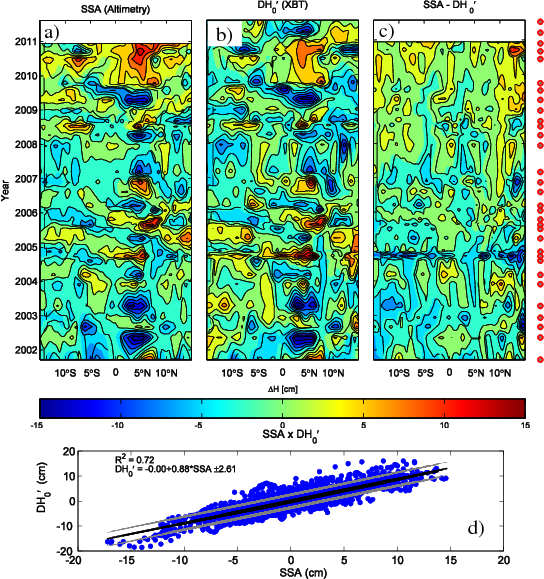 SSA (Altimetry)
DH₀′ (XBT)
SSA - DH₀′
a)
b)
c)
2011
2010
2009
2008
2007
2006
2005
2004
2003
2002
Year
10°S 5°S 0 5°N 10°N
10°S 5°S 0 5°N 10°N
10°S 5°S 0 5°N 10°N
ΔH [cm]
-15 -10 -5 0 5 10 15
SSA x DH₀′
R² = 0.72
DH₀′ = -0.00+0.88*SSA ±2.61
20
10
0
-10
-20
DH₀′ (cm)
d)
-20 -15 -10 -5 0 5 10 15 20
SSA (cm)